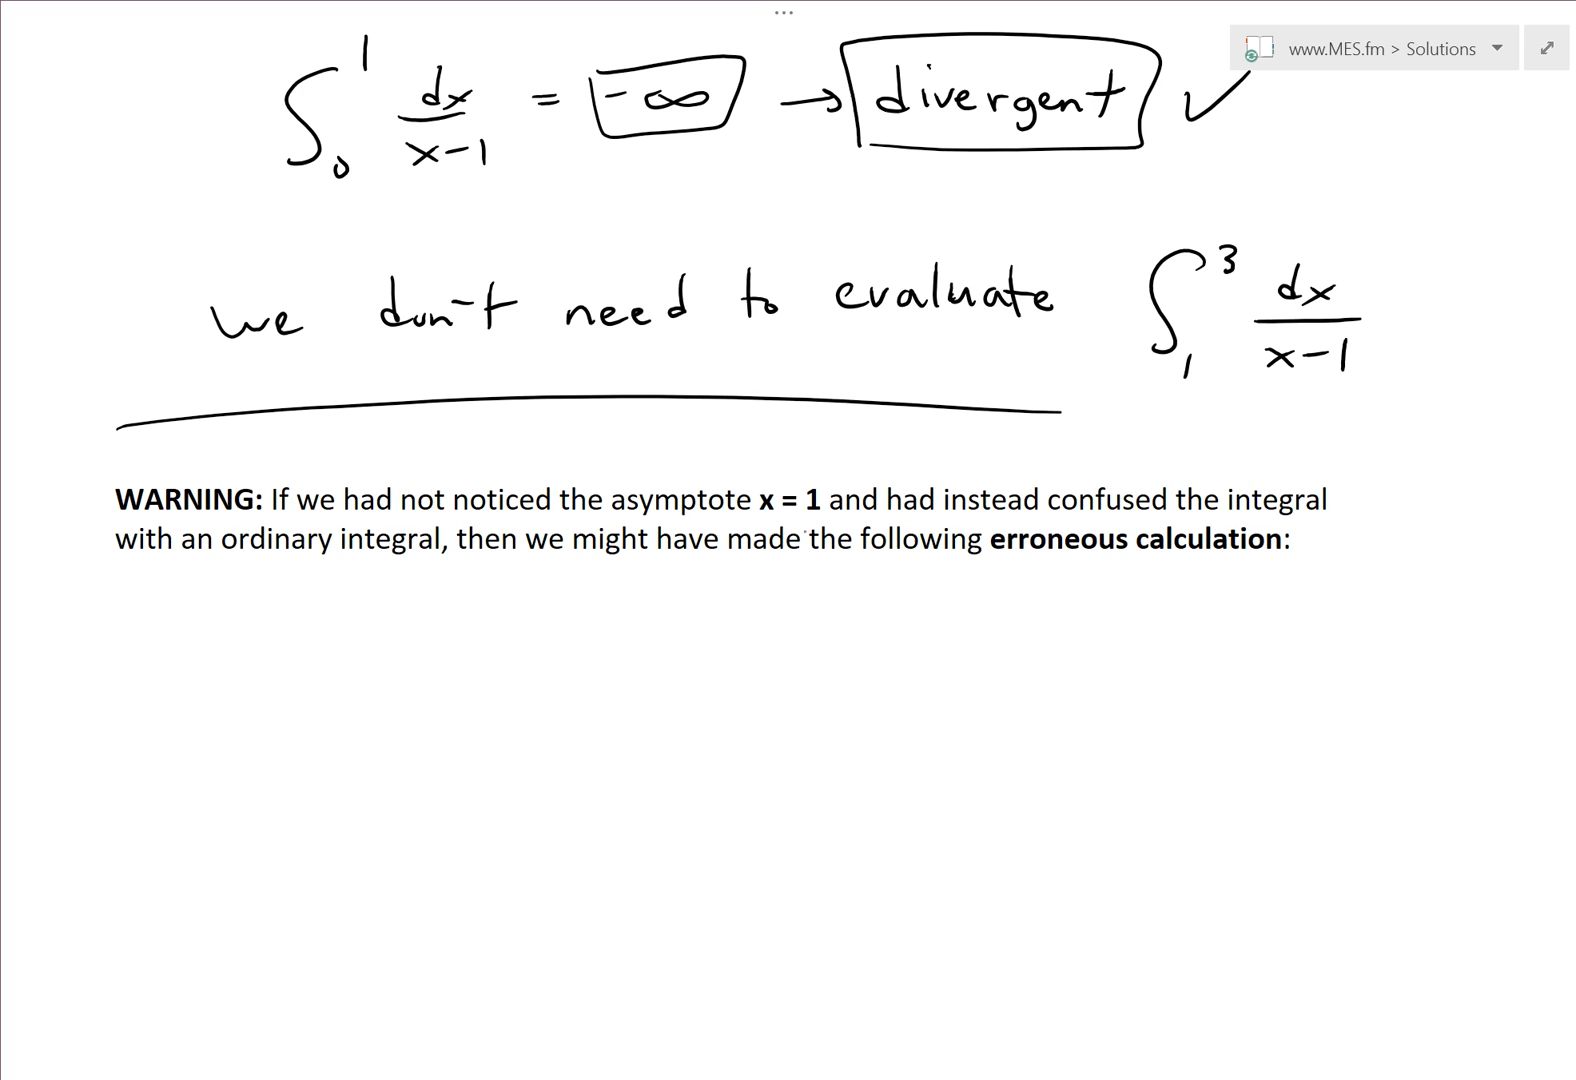 www.MES.fm > Solutions
∫₀¹ dx/(x-1) = -∞ → divergent ✓
we don't need to evaluate ∫₁³ dx/(x-1)
WARNING: If we had not noticed the asymptote x = 1 and had instead confused the integral
with an ordinary integral, then we might have made the following erroneous calculation: